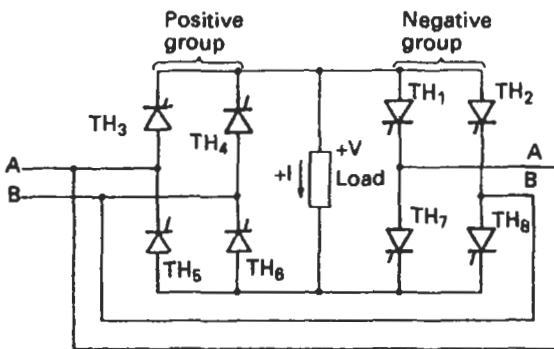 Positive
group
Negative
group
TH1
TH2
TH3
TH4
A
B
+V
+I
Load
A
B
TH7
TH8
TH5
TH6